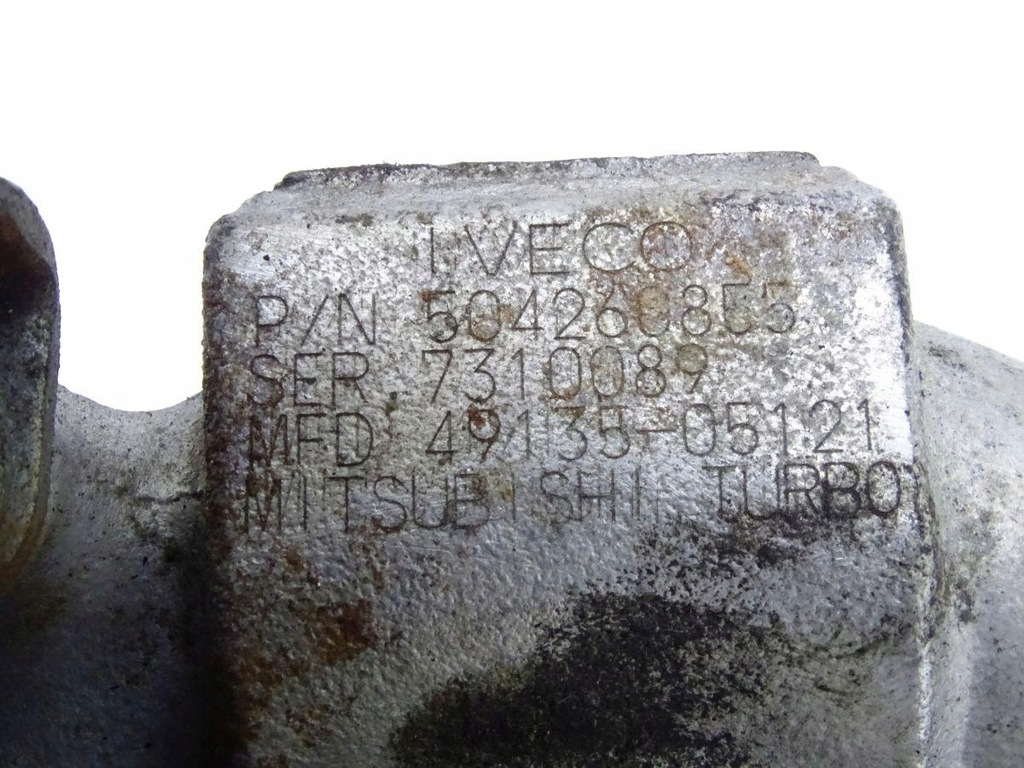 IVECO
P/N 504260855
SER. 7310089
MFD 49135-05121
MITSUBISHI TURBO